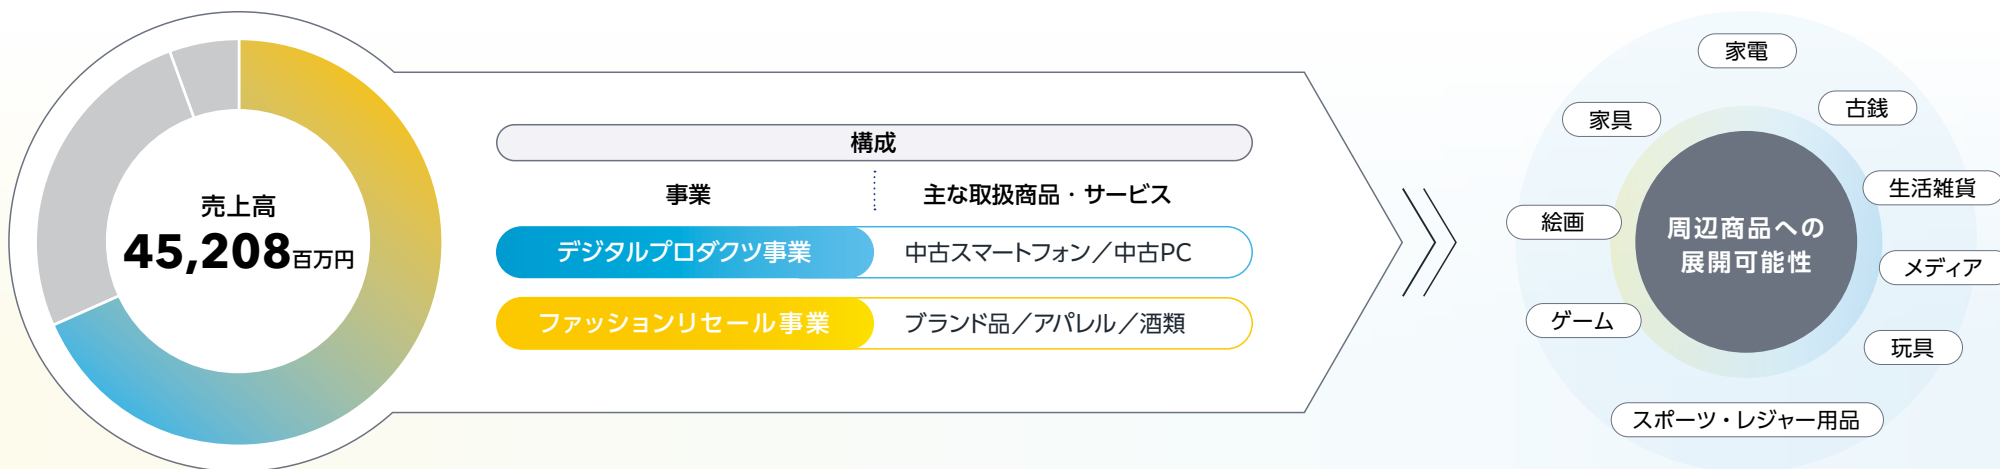 売上高
45,208百万円
構成
事業
主な取扱商品・サービス
デジタルプロダクツ事業
中古スマートフォン／中古PC
ファッションリセール事業
ブランド品／アパレル／酒類
家電
古銭
家具
生活雑貨
絵画
周辺商品への
展開可能性
メディア
ゲーム
玩具
スポーツ・レジャー用品